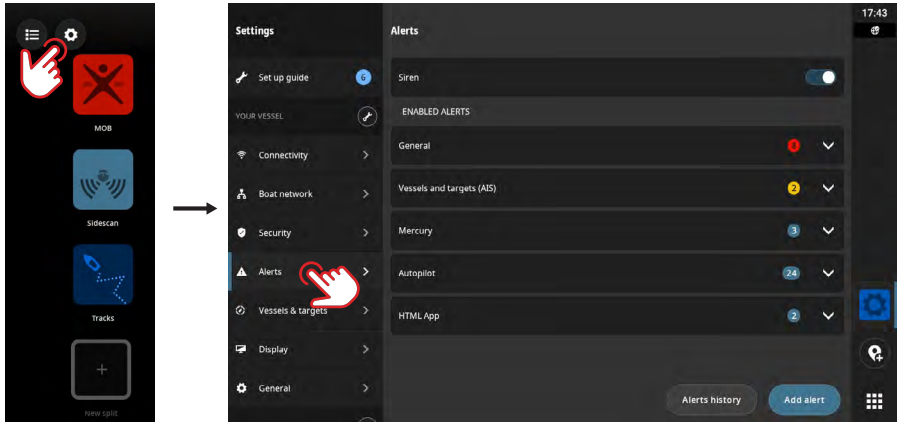 MOB
Sidescan
Tracks
New split
Settings
Set up guide
6
YOUR VESSEL
Connectivity
Boat network
Security
Alerts
Vessels & targets
Display
General
Alerts
Siren
ENABLED ALERTS
General
Vessels and targets (AIS)
2
Mercury
3
Autopilot
24
HTML App
2
Alerts history
Add alert
17:43